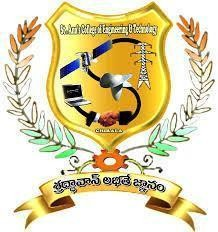 St. Ann's College of Engineering & Technology
CHIRALA
శ్రద్ధావాన్ లభతే జ్ఞానం